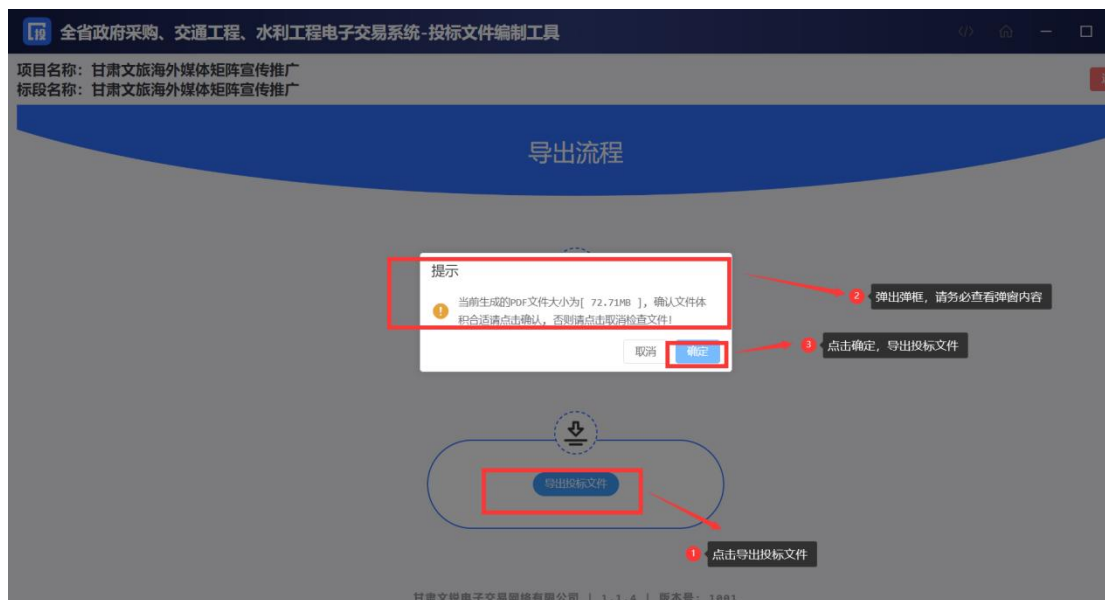 全省政府采购、交通工程、水利工程电子交易系统-投标文件编制工具
项目名称：甘肃文旅海外媒体矩阵宣传推广
标段名称：甘肃文旅海外媒体矩阵宣传推广
导出流程
提示
当前生成的PDF文件大小为[ 72.71MB ]，确认文件体
积合适请点击确认，否则请点击取消检查文件！
取消 确定
2 弹出弹框，请务必查看弹窗内容
3 点击确定，导出投标文件
导出投标文件
1 点击导出投标文件